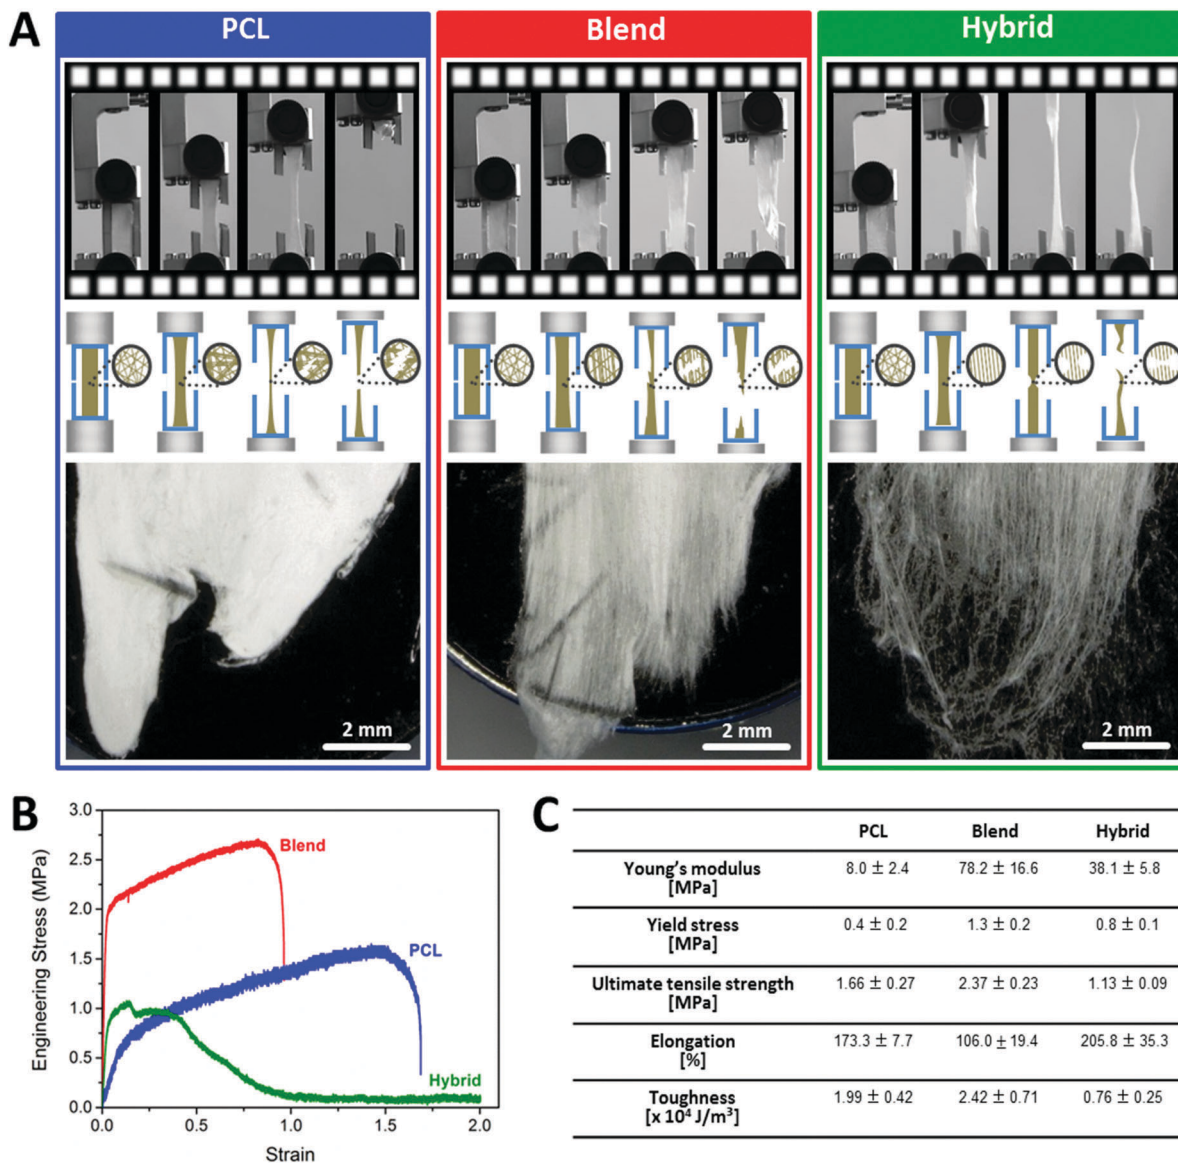 A
PCL
Blend
Hybrid
2 mm
2 mm
2 mm
B
3.0
2.5
2.0
1.5
1.0
0.5
0.0
Engineering Stress (MPa)
Blend
PCL
Hybrid
0.0 0.5 1.0 1.5 2.0
Strain
C
PCL Blend Hybrid
Young's modulus
[MPa]
8.0 ± 2.4 78.2 ± 16.6 38.1 ± 5.8
Yield stress
[MPa]
0.4 ± 0.2 1.3 ± 0.2 0.8 ± 0.1
Ultimate tensile strength
[MPa]
1.66 ± 0.27 2.37 ± 0.23 1.13 ± 0.09
Elongation
[%]
173.3 ± 7.7 106.0 ± 19.4 205.8 ± 35.3
Toughness
[x 10⁴ J/m³]
1.99 ± 0.42 2.42 ± 0.71 0.76 ± 0.25